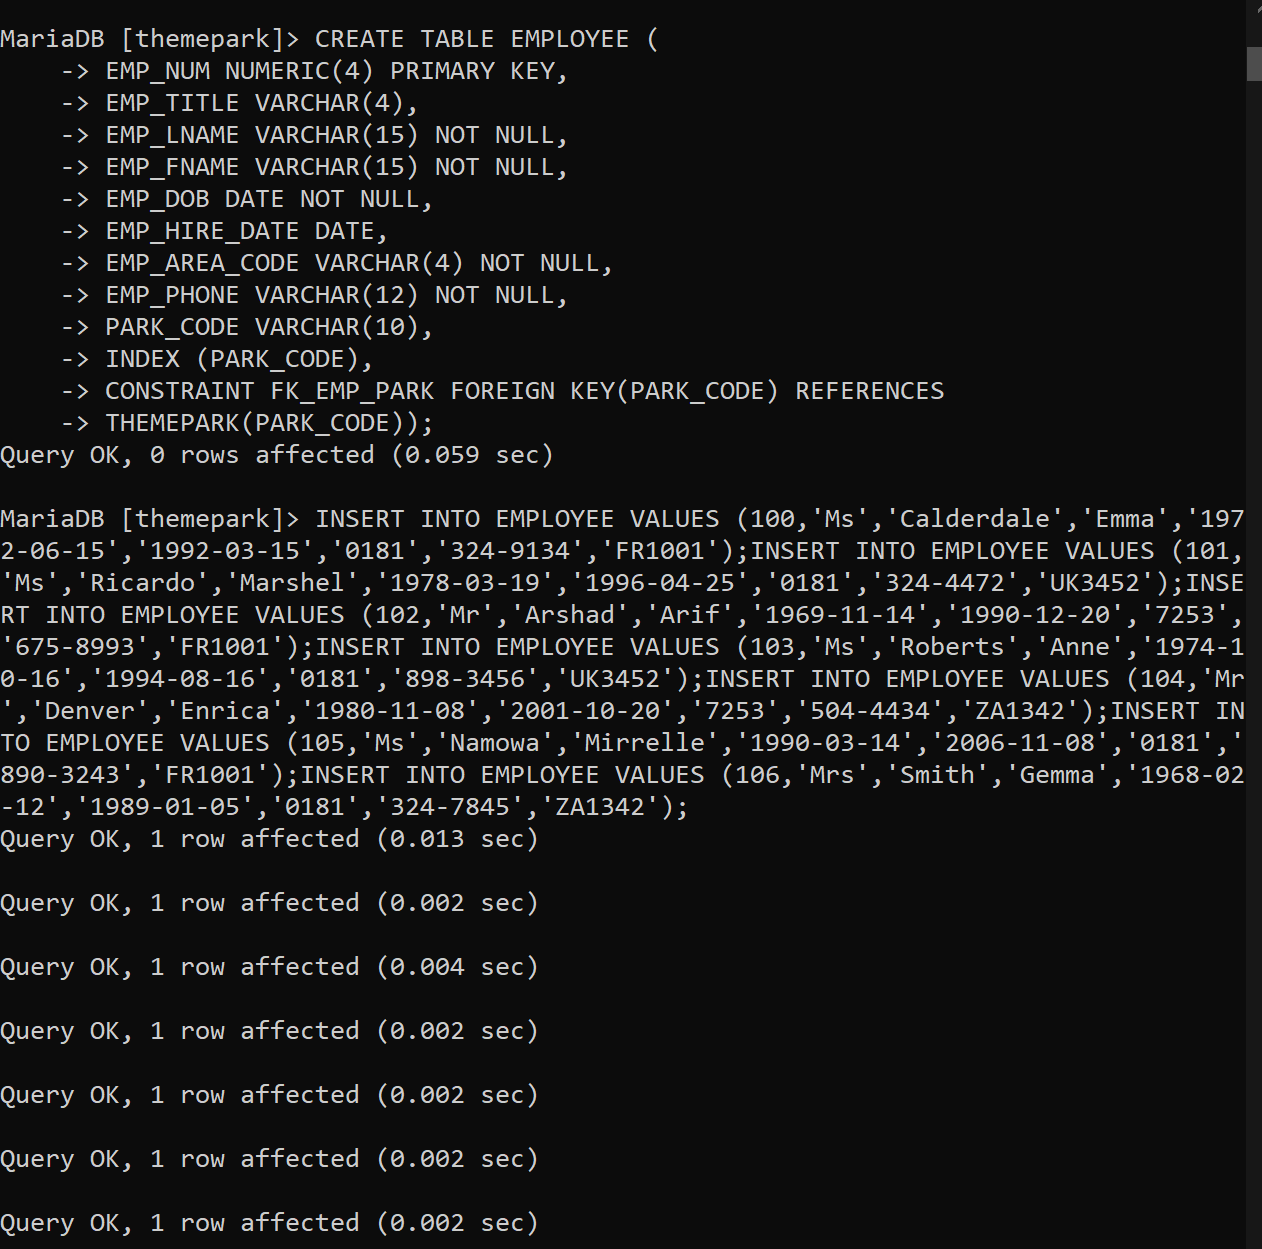 MariaDB [themepark]> CREATE TABLE EMPLOYEE (
    -> EMP_NUM NUMERIC(4) PRIMARY KEY,
    -> EMP_TITLE VARCHAR(4),
    -> EMP_LNAME VARCHAR(15) NOT NULL,
    -> EMP_FNAME VARCHAR(15) NOT NULL,
    -> EMP_DOB DATE NOT NULL,
    -> EMP_HIRE_DATE DATE,
    -> EMP_AREA_CODE VARCHAR(4) NOT NULL,
    -> EMP_PHONE VARCHAR(12) NOT NULL,
    -> PARK_CODE VARCHAR(10),
    -> INDEX (PARK_CODE),
    -> CONSTRAINT FK_EMP_PARK FOREIGN KEY(PARK_CODE) REFERENCES
    -> THEMEPARK(PARK_CODE));
Query OK, 0 rows affected (0.059 sec)

MariaDB [themepark]> INSERT INTO EMPLOYEE VALUES (100,'Ms','Calderdale','Emma','197
2-06-15','1992-03-15','0181','324-9134','FR1001');INSERT INTO EMPLOYEE VALUES (101,
'Ms','Ricardo','Marshel','1978-03-19','1996-04-25','0181','324-4472','UK3452');INSE
RT INTO EMPLOYEE VALUES (102,'Mr','Arshad','Arif','1969-11-14','1990-12-20','7253',
'675-8993','FR1001');INSERT INTO EMPLOYEE VALUES (103,'Ms','Roberts','Anne','1974-1
0-16','1994-08-16','0181','898-3456','UK3452');INSERT INTO EMPLOYEE VALUES (104,'Mr
','Denver','Enrica','1980-11-08','2001-10-20','7253','504-4434','ZA1342');INSERT IN
TO EMPLOYEE VALUES (105,'Ms','Namowa','Mirrelle','1990-03-14','2006-11-08','0181','
890-3243','FR1001');INSERT INTO EMPLOYEE VALUES (106,'Mrs','Smith','Gemma','1968-02
-12','1989-01-05','0181','324-7845','ZA1342');
Query OK, 1 row affected (0.013 sec)

Query OK, 1 row affected (0.002 sec)

Query OK, 1 row affected (0.004 sec)

Query OK, 1 row affected (0.002 sec)

Query OK, 1 row affected (0.002 sec)

Query OK, 1 row affected (0.002 sec)

Query OK, 1 row affected (0.002 sec)